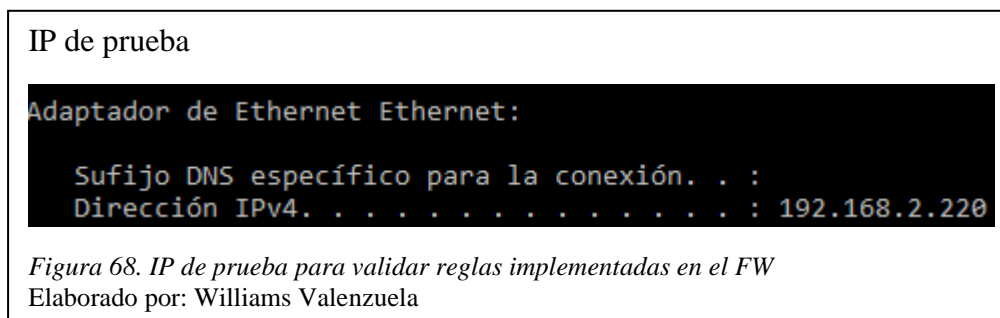 IP de prueba
Adaptador de Ethernet Ethernet:
Sufijo DNS específico para la conexión. . :
Dirección IPv4. . . . . . . . . . . . . . : 192.168.2.220
Figura 68. IP de prueba para validar reglas implementadas en el FW
Elaborado por: Williams Valenzuela